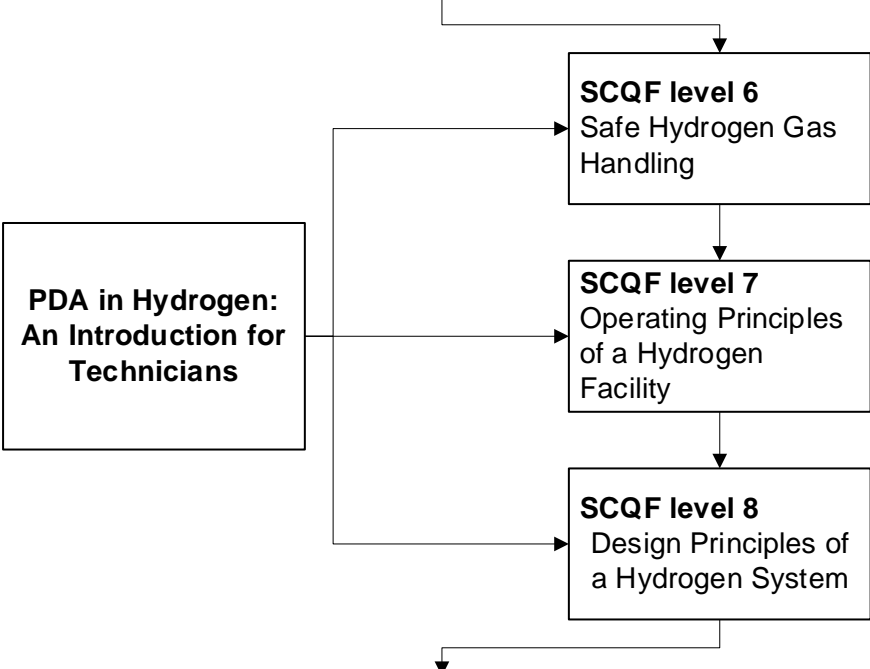 SCQF level 6
Safe Hydrogen Gas
Handling
PDA in Hydrogen:
An Introduction for
Technicians
SCQF level 7
Operating Principles
of a Hydrogen
Facility
SCQF level 8
Design Principles of
a Hydrogen System